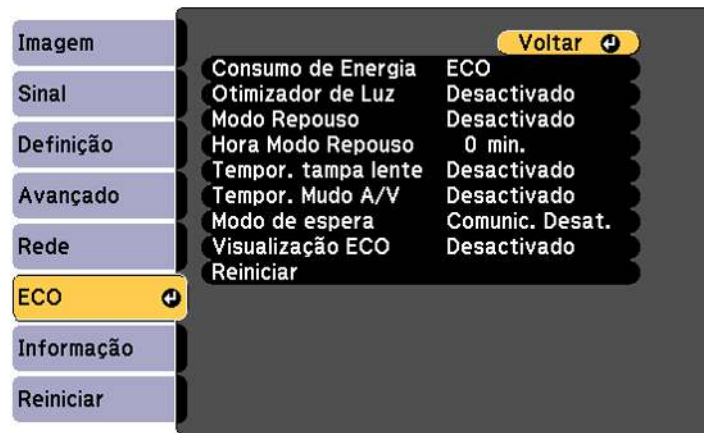 Imagem
Sinal
Definição
Avançado
Rede
ECO
Informação
Reiniciar
Voltar
Consumo de Energia ECO
Otimizador de Luz Desactivado
Modo Repouso Desactivado
Hora Modo Repouso 0 min.
Tempor. tampa lente Desactivado
Tempor. Mudo A/V Desactivado
Modo de espera Comunic. Desat.
Visualização ECO Desactivado
Reiniciar